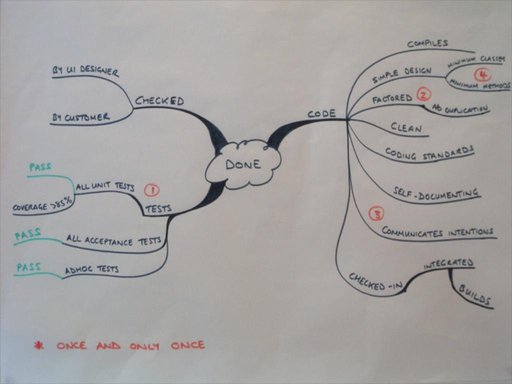 BY UI DESIGNER
BY CUSTOMER
CHECKED
PASS
ALL UNIT TESTS
1
COVERAGE >85%
TESTS
PASS
ALL ACCEPTANCE TESTS
PASS
ADHOC TESTS
DONE
CODE
COMPILES
SIMPLE DESIGN
MINIMUM CLASSES
4
MINIMUM METHODS
FACTORED
2
NO DUPLICATION
CLEAN
CODING STANDARDS
SELF-DOCUMENTING
3
COMMUNICATES INTENTIONS
CHECKED-IN
INTEGRATED
BUILDS
* ONCE AND ONLY ONCE